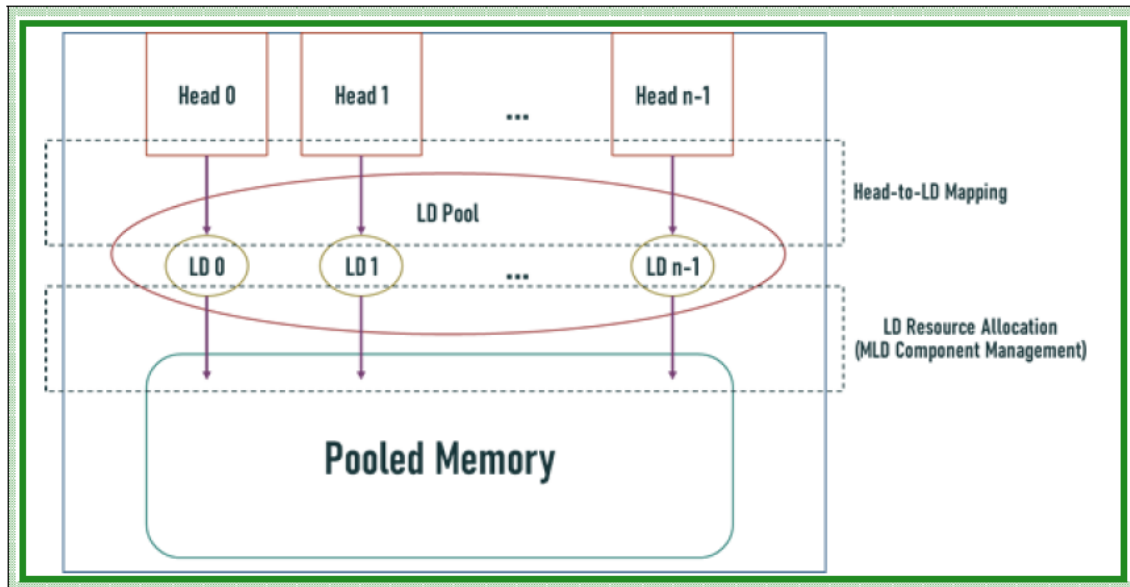 Head 0
Head 1
...
Head n-1
Head-to-LD Mapping
LD Pool
LD 0
LD 1
...
LD n-1
LD Resource Allocation
(MLD Component Management)
Pooled Memory